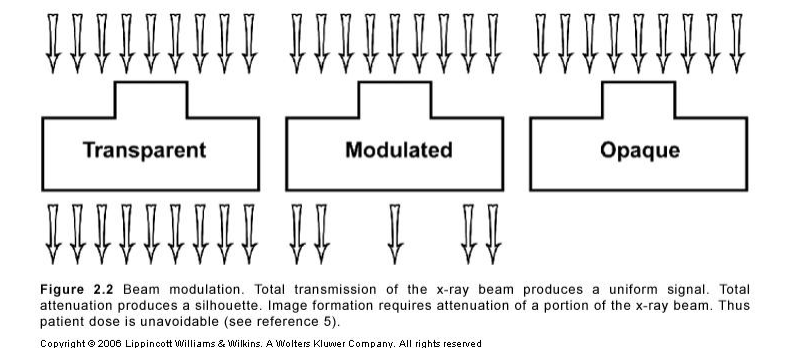 Transparent Modulated Opaque
Figure 2.2 Beam modulation. Total transmission of the x-ray beam produces a uniform signal. Total
attenuation produces a silhouette. Image formation requires attenuation of a portion of the x-ray beam. Thus
patient dose is unavoidable (see reference 5).
Copyright © 2006 Lippincott Williams & Wilkins. A Wolters Kluwer Company. All rights reserved